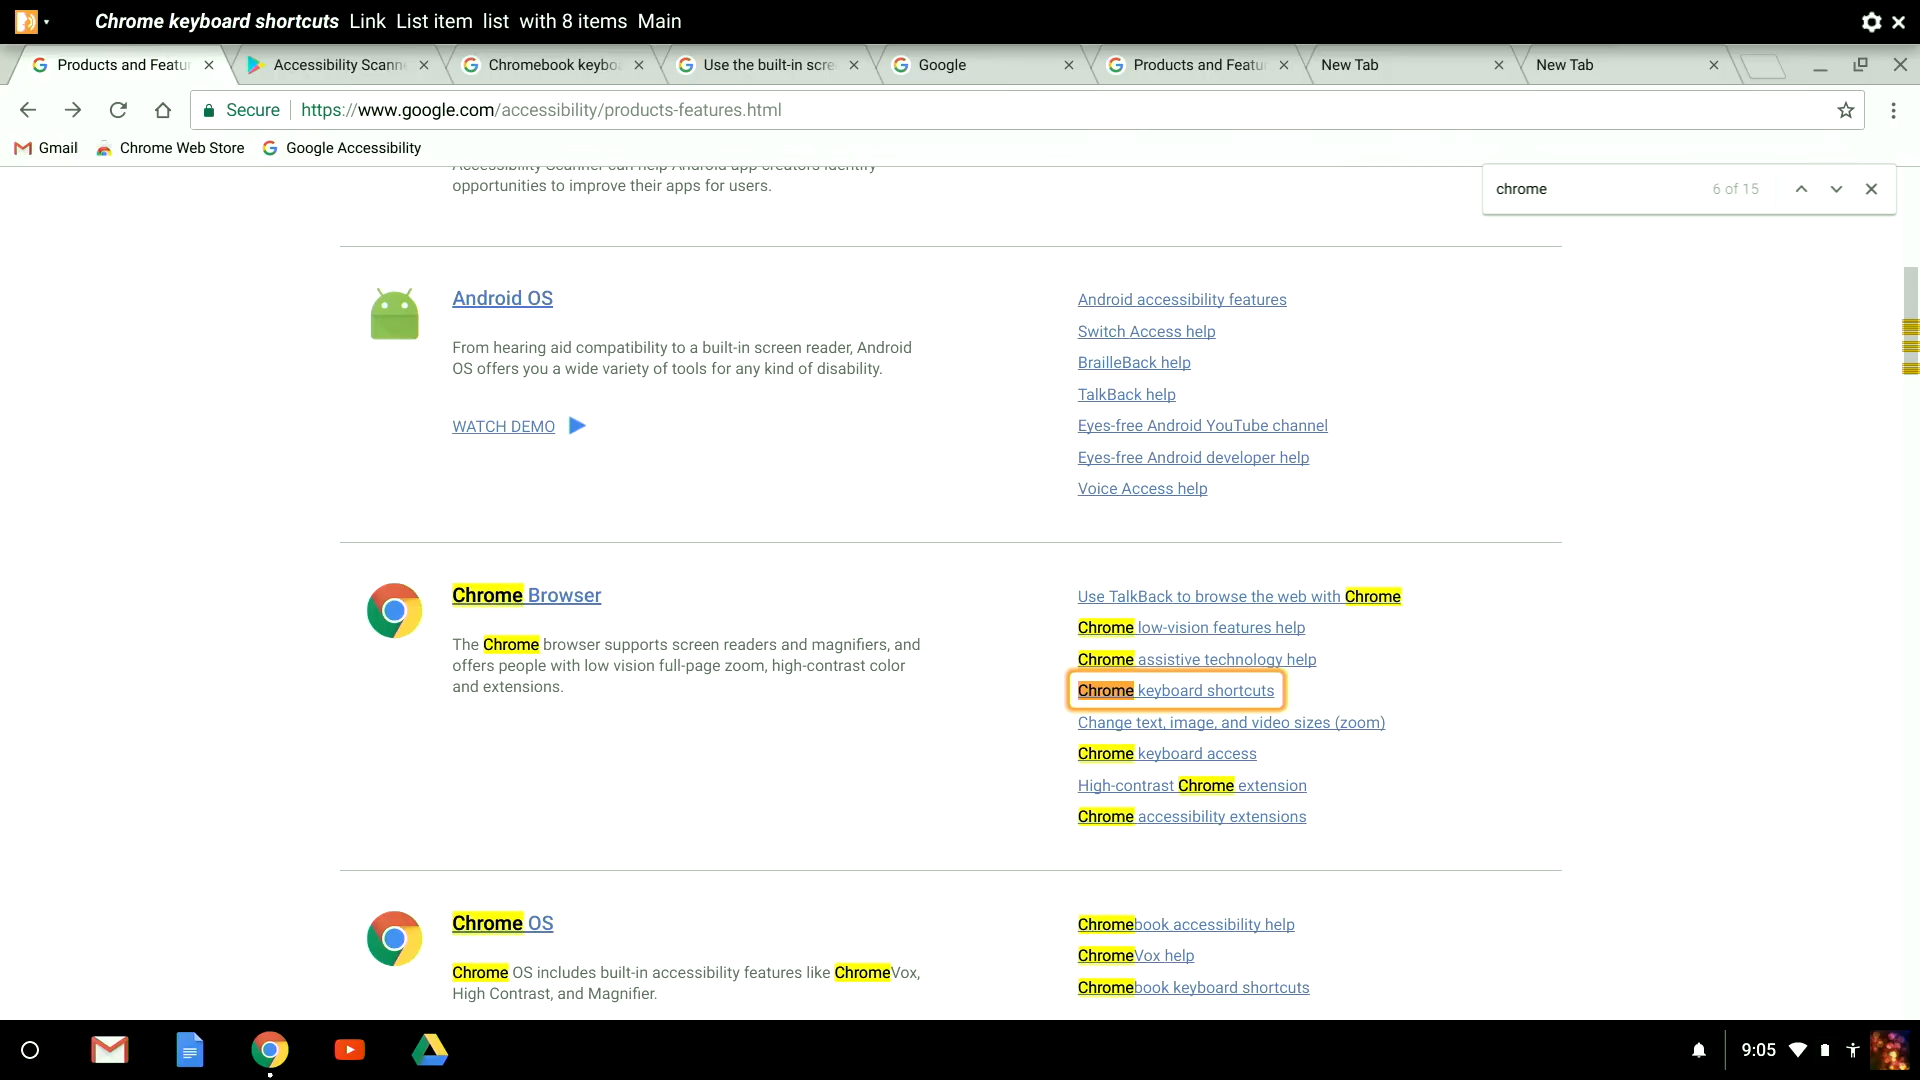 Chrome keyboard shortcuts Link List item list with 8 items Main
Products and Featu
Accessibility Scann
Chromebook keybo
Use the built-in scre
Google
Products and Featu
New Tab
New Tab
Secure https://www.google.com/accessibility/products-features.html
Gmail Chrome Web Store Google Accessibility
chrome 6 of 15
Accessibility Scanner can help Android app creators identify
opportunities to improve their apps for users.
Android OS
From hearing aid compatibility to a built-in screen reader, Android
OS offers you a wide variety of tools for any kind of disability.
WATCH DEMO
Android accessibility features
Switch Access help
BrailleBack help
TalkBack help
Eyes-free Android YouTube channel
Eyes-free Android developer help
Voice Access help
Chrome Browser
The Chrome browser supports screen readers and magnifiers, and
offers people with low vision full-page zoom, high-contrast color
and extensions.
Use TalkBack to browse the web with Chrome
Chrome low-vision features help
Chrome assistive technology help
Chrome keyboard shortcuts
Change text, image, and video sizes (zoom)
Chrome keyboard access
High-contrast Chrome extension
Chrome accessibility extensions
Chrome OS
Chrome OS includes built-in accessibility features like ChromeVox,
High Contrast, and Magnifier.
Chromebook accessibility help
ChromeVox help
Chromebook keyboard shortcuts
9:05